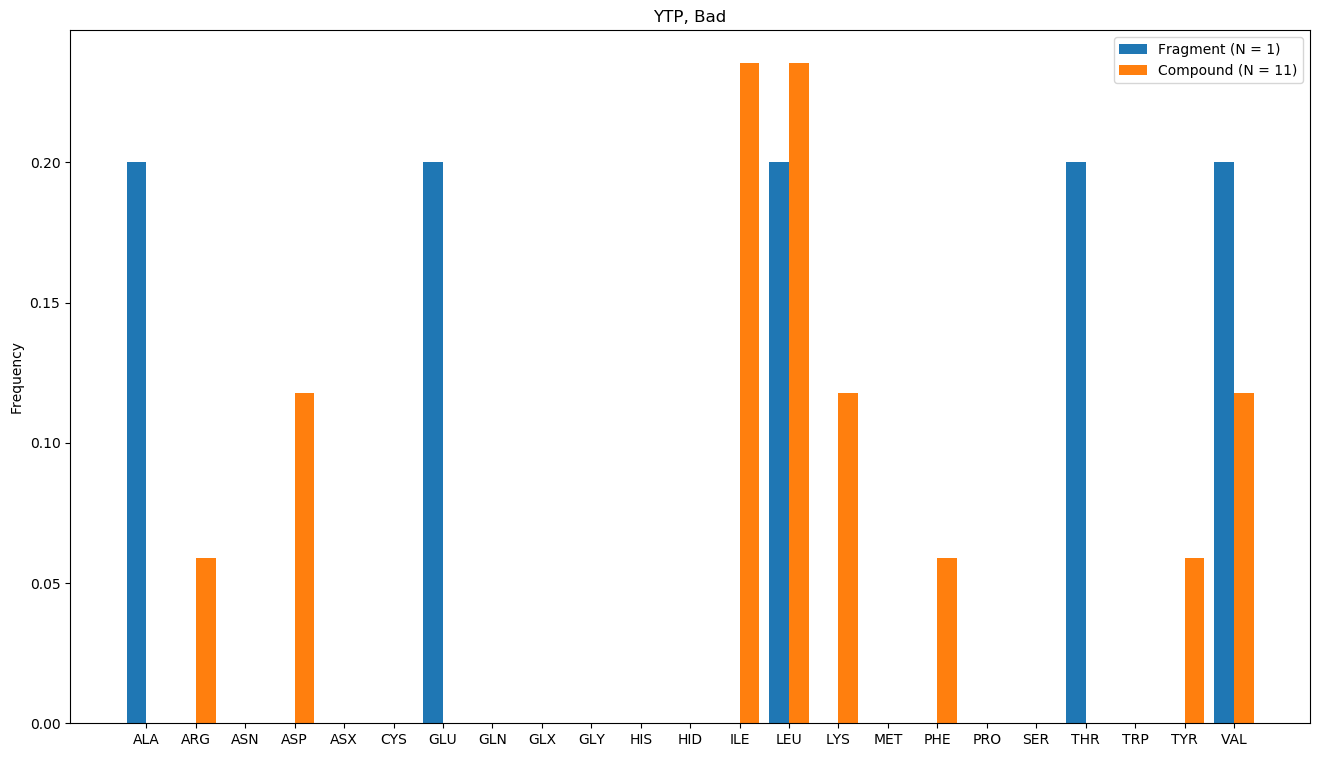 YTP, Bad
Fragment (N = 1)
Compound (N = 11)
Frequency
0.20
0.15
0.10
0.05
0.00
ALA ARG ASN ASP ASX CYS GLU GLN GLX GLY HIS HID ILE LEU LYS MET PHE PRO SER THR TRP TYR VAL